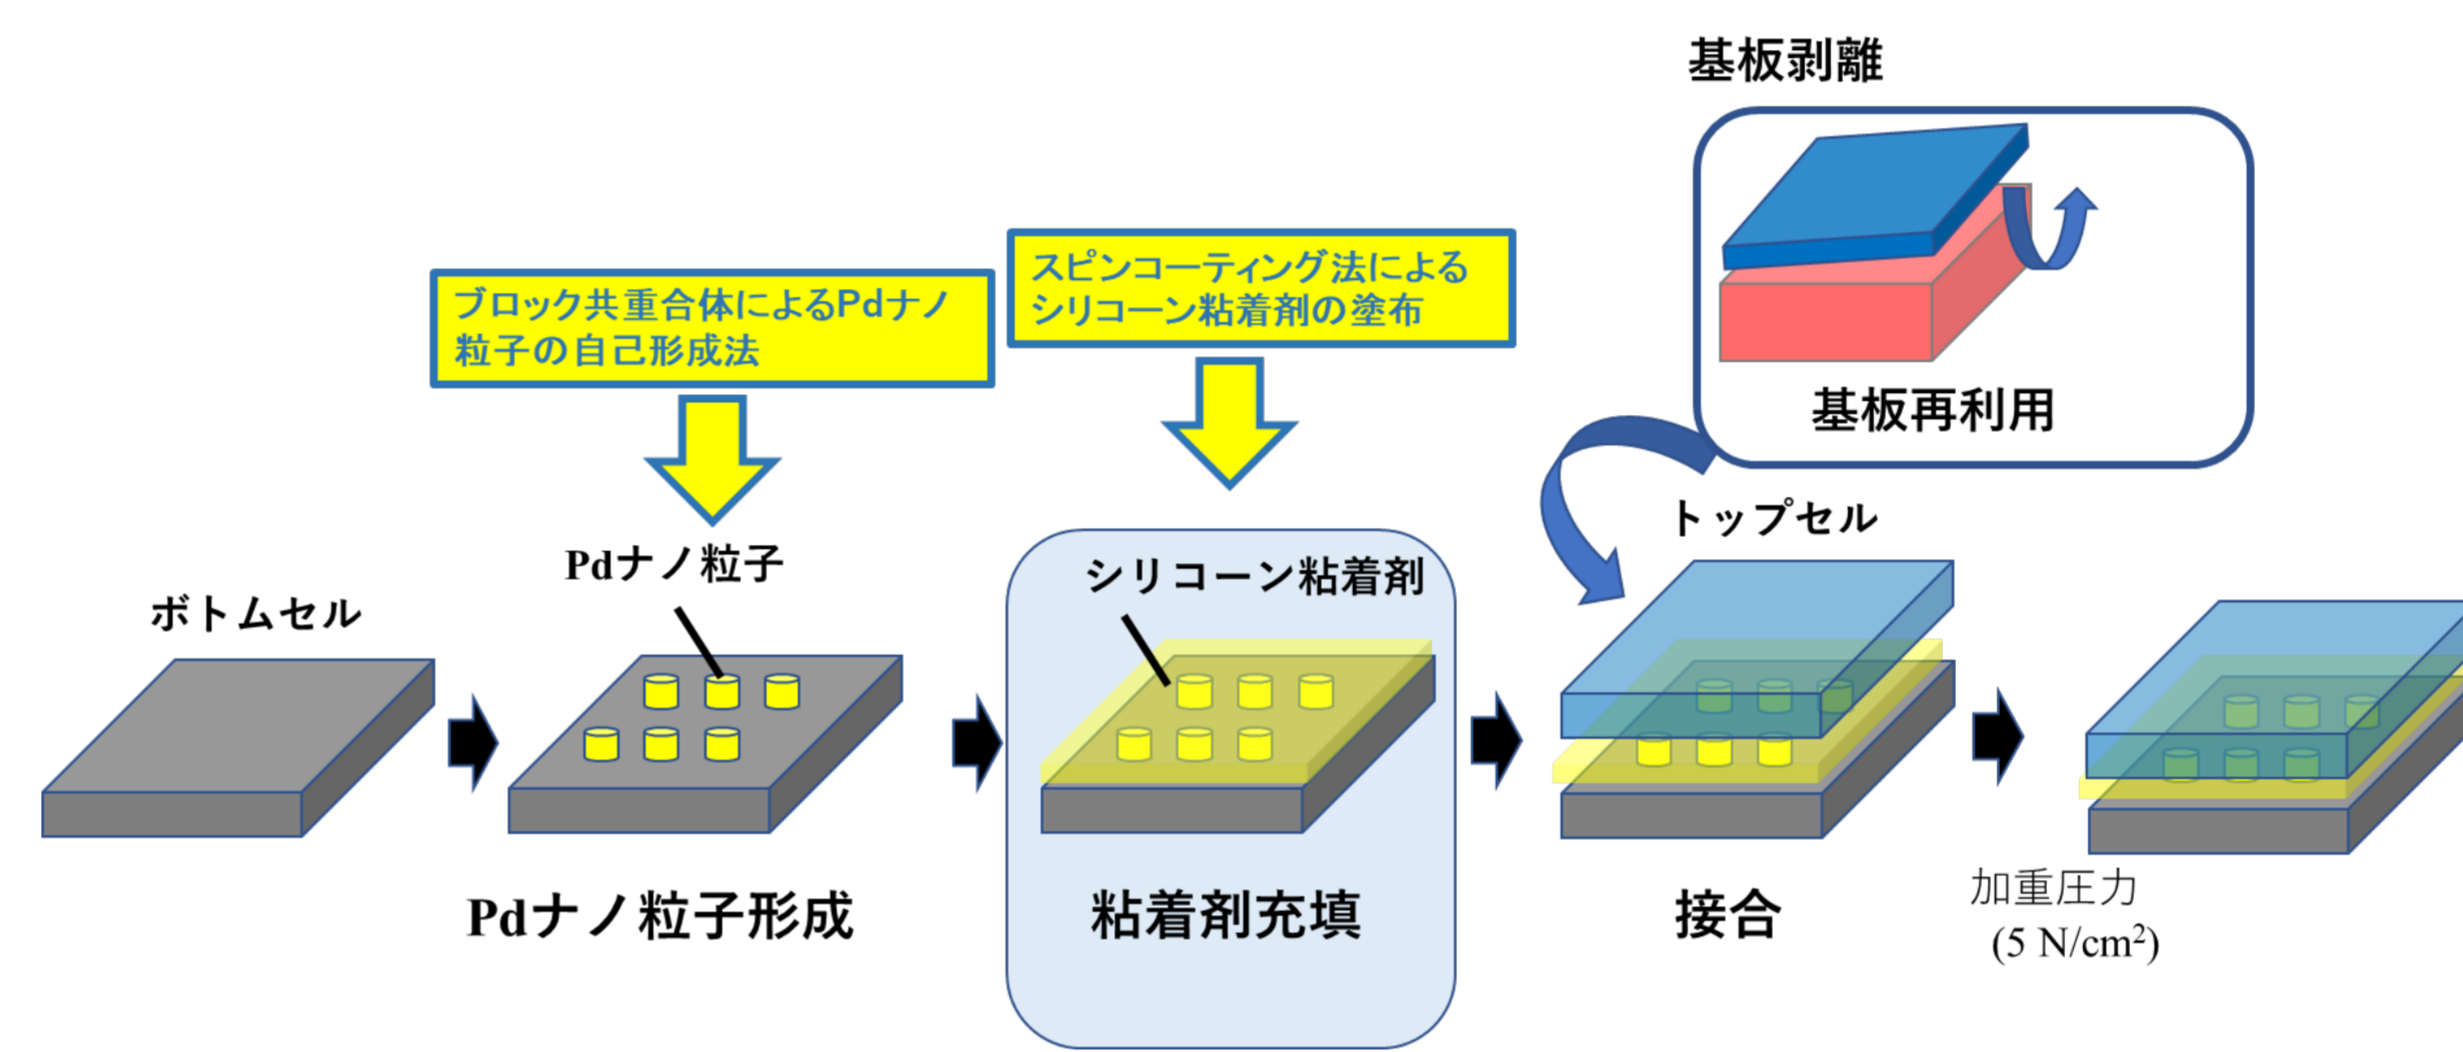 基板剥離
基板再利用
スピンコーティング法による
シリコーン粘着剤の塗布
ブロック共重合体によるPdナノ
粒子の自己形成法
トップセル
Pdナノ粒子
シリコーン粘着剤
ボトムセル
Pdナノ粒子形成
粘着剤充填
接合
加重圧力
(5 N/cm²)